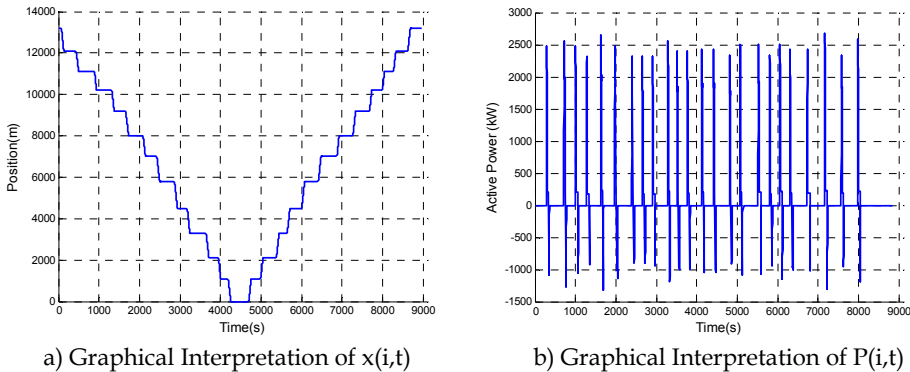 14000
12000
10000
8000
6000
4000
2000
0
Position(m)
0 1000 2000 3000 4000 5000 6000 7000 8000 9000
Time(s)
a) Graphical Interpretation of x(i,t)
3000
2500
2000
1500
1000
500
0
-500
-1000
-1500
Active Power (kW)
0 1000 2000 3000 4000 5000 6000 7000 8000 9000
Time(s)
b) Graphical Interpretation of P(i,t)